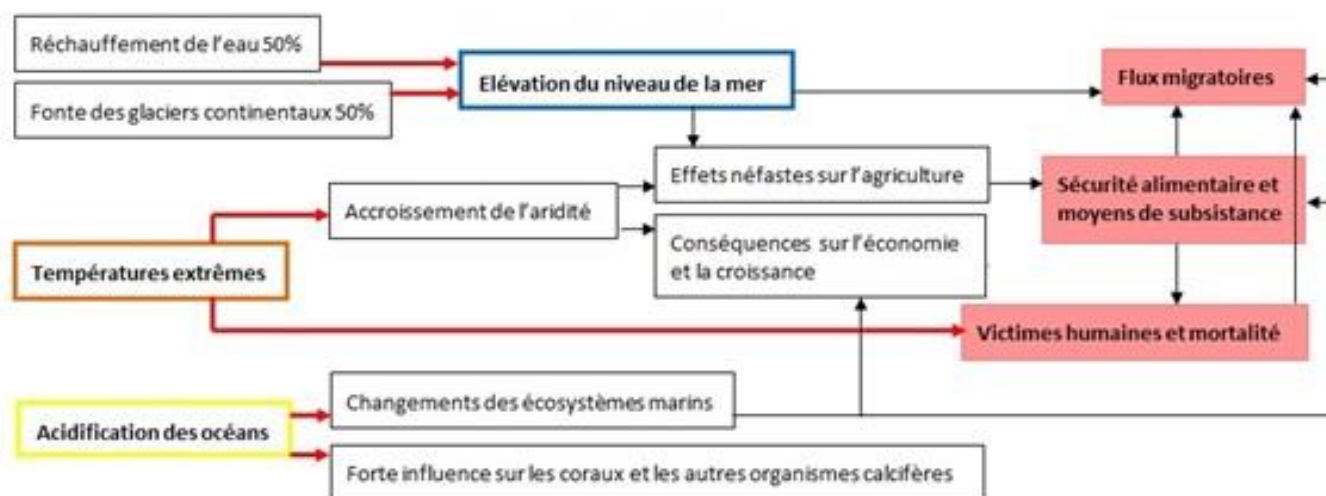 Réchauffement de l'eau 50%
Fonte des glaciers continentaux 50%
Elévation du niveau de la mer
Flux migratoires
Effets néfastes sur l'agriculture
Sécurité alimentaire et
moyens de subsistance
Accroissement de l'aridité
Conséquences sur l'économie
et la croissance
Températures extrêmes
Victimes humaines et mortalité
Changements des écosystèmes marins
Acidification des océans
Forte influence sur les coraux et les autres organismes calcifères